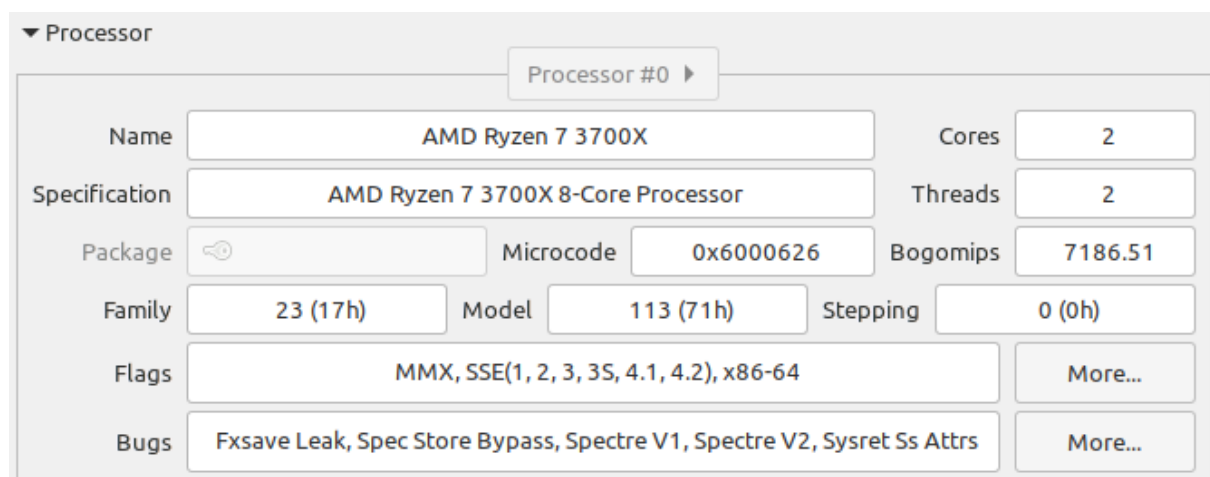 Processor
Processor #0
Name AMD Ryzen 7 3700X Cores 2
Specification AMD Ryzen 7 3700X 8-Core Processor Threads 2
Package Microcode 0x6000626 Bogomips 7186.51
Family 23 (17h) Model 113 (71h) Stepping 0 (0h)
Flags MMX, SSE(1, 2, 3, 3S, 4.1, 4.2), x86-64 More...
Bugs Fxsave Leak, Spec Store Bypass, Spectre V1, Spectre V2, Sysret Ss Attrs More...